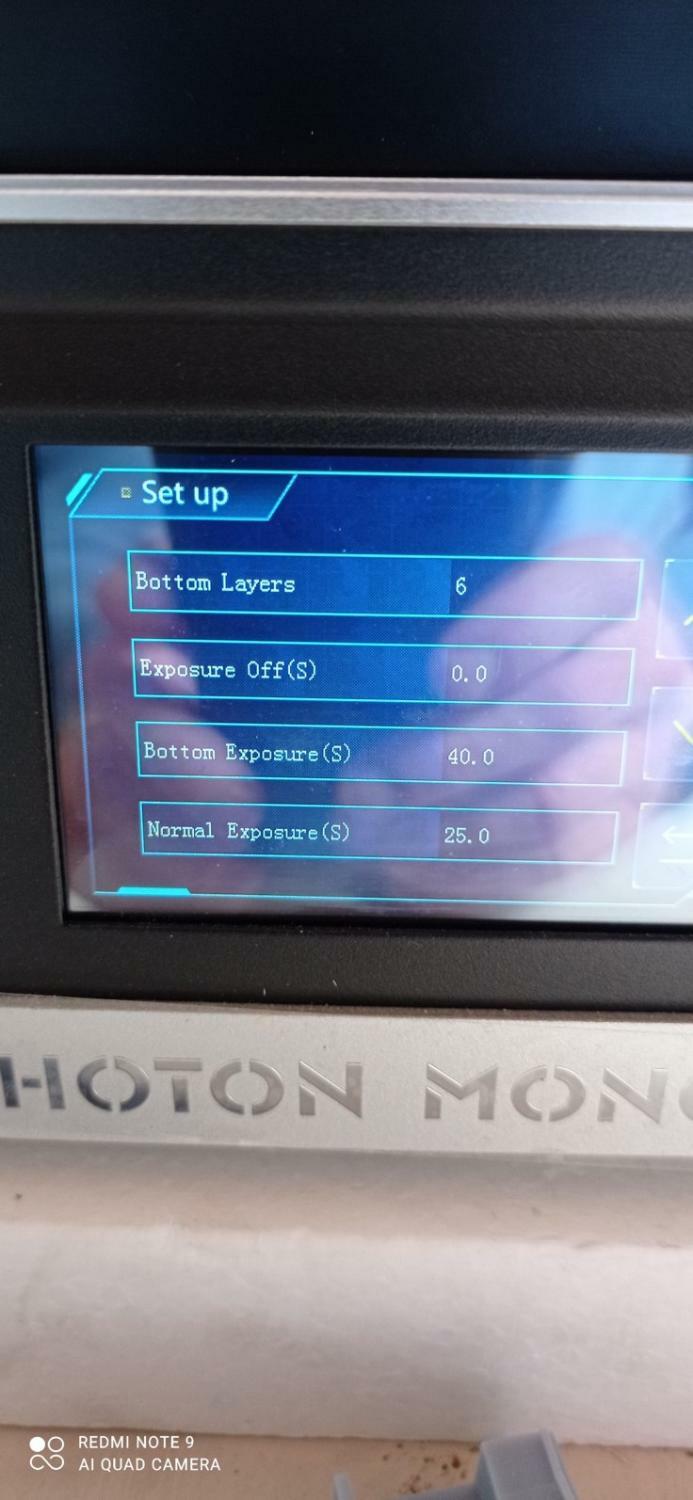 Set up
Bottom Layers 6
Exposure Off(S) 0.0
Bottom Exposure(S) 40.0
Normal Exposure(S) 25.0
HOTON MONO
REDMI NOTE 9
AI QUAD CAMERA